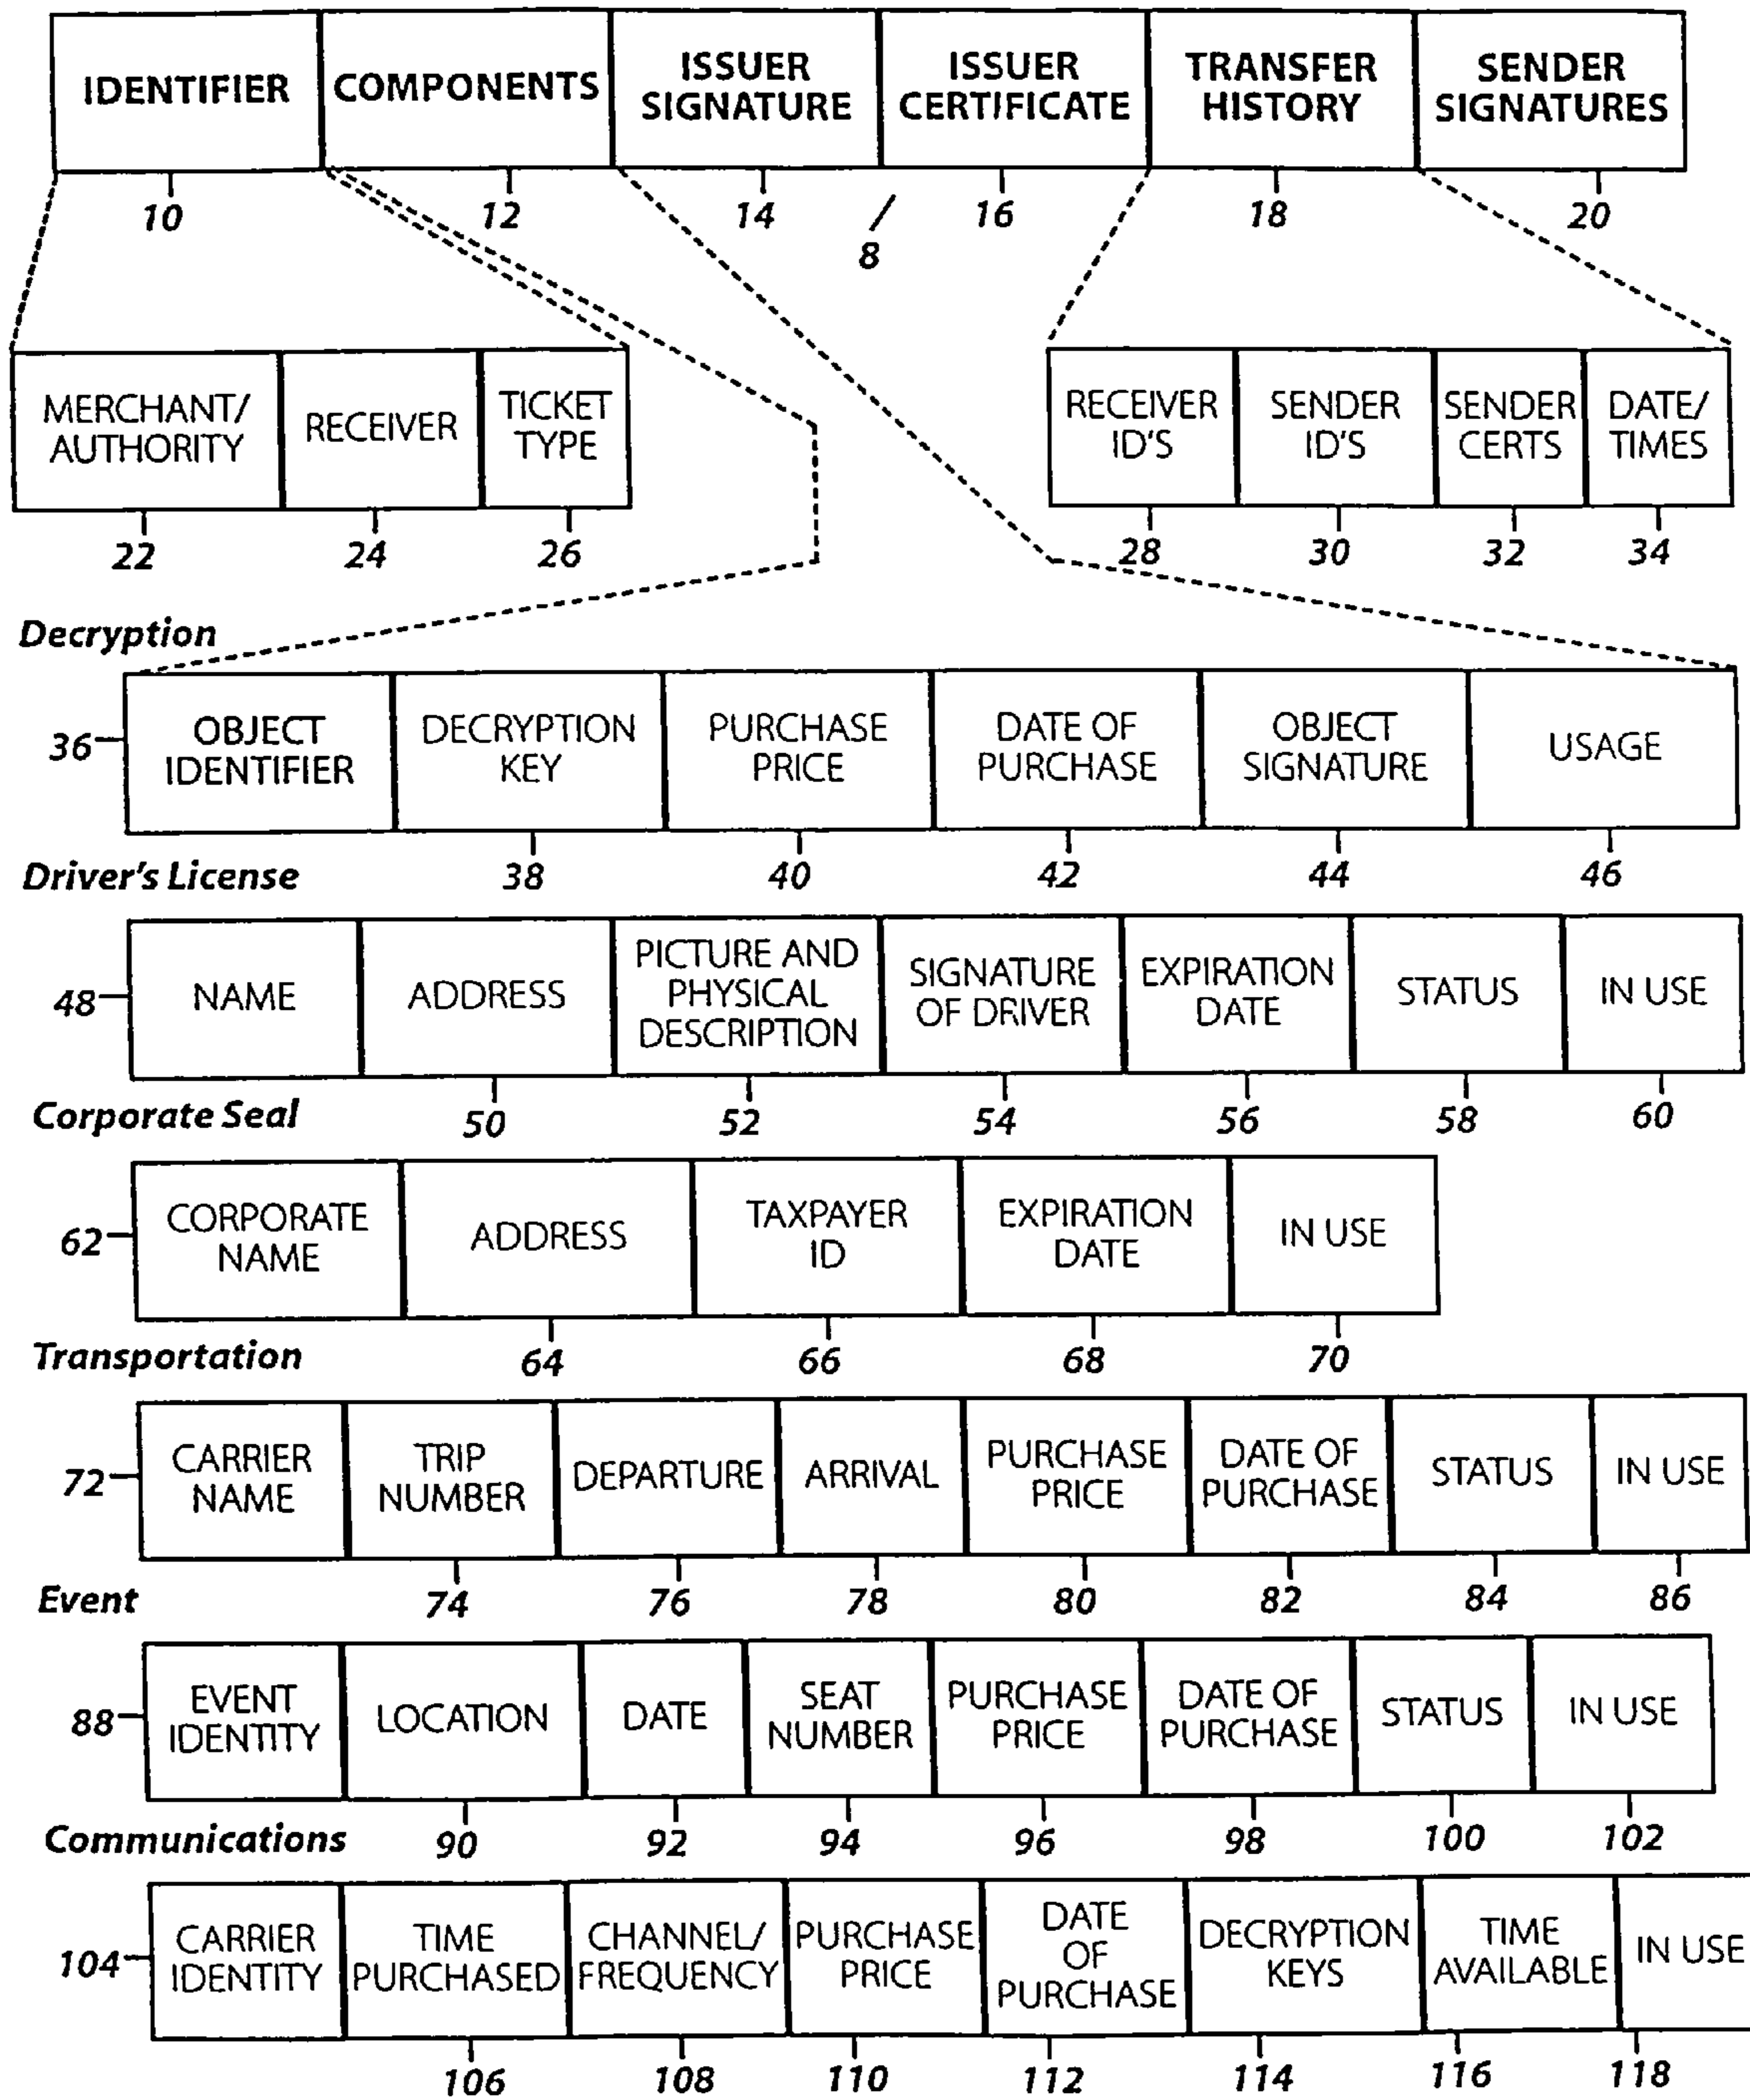 IDENTIFIER
COMPONENTS
ISSUER
SIGNATURE
ISSUER
CERTIFICATE
TRANSFER
HISTORY
SENDER
SIGNATURES
10
12
14
8
16
18
20
MERCHANT/
AUTHORITY
RECEIVER
TICKET
TYPE
RECEIVER
ID'S
SENDER
ID'S
SENDER
CERTS
DATE/
TIMES
22
24
26
28
30
32
34
Decryption
36
OBJECT
IDENTIFIER
DECRYPTION
KEY
PURCHASE
PRICE
DATE OF
PURCHASE
OBJECT
SIGNATURE
USAGE
38
40
42
44
46
Driver's License
48
NAME
ADDRESS
PICTURE AND
PHYSICAL
DESCRIPTION
SIGNATURE
OF DRIVER
EXPIRATION
DATE
STATUS
IN USE
50
52
54
56
58
60
Corporate Seal
62
CORPORATE
NAME
ADDRESS
TAXPAYER
ID
EXPIRATION
DATE
IN USE
64
66
68
70
Transportation
72
CARRIER
NAME
TRIP
NUMBER
DEPARTURE
ARRIVAL
PURCHASE
PRICE
DATE OF
PURCHASE
STATUS
IN USE
74
76
78
80
82
84
86
Event
88
EVENT
IDENTITY
LOCATION
DATE
SEAT
NUMBER
PURCHASE
PRICE
DATE OF
PURCHASE
STATUS
IN USE
90
92
94
96
98
100
102
Communications
104
CARRIER
IDENTITY
TIME
PURCHASED
CHANNEL/
FREQUENCY
PURCHASE
PRICE
DATE
OF
PURCHASE
DECRYPTION
KEYS
TIME
AVAILABLE
IN USE
106
108
110
112
114
116
118